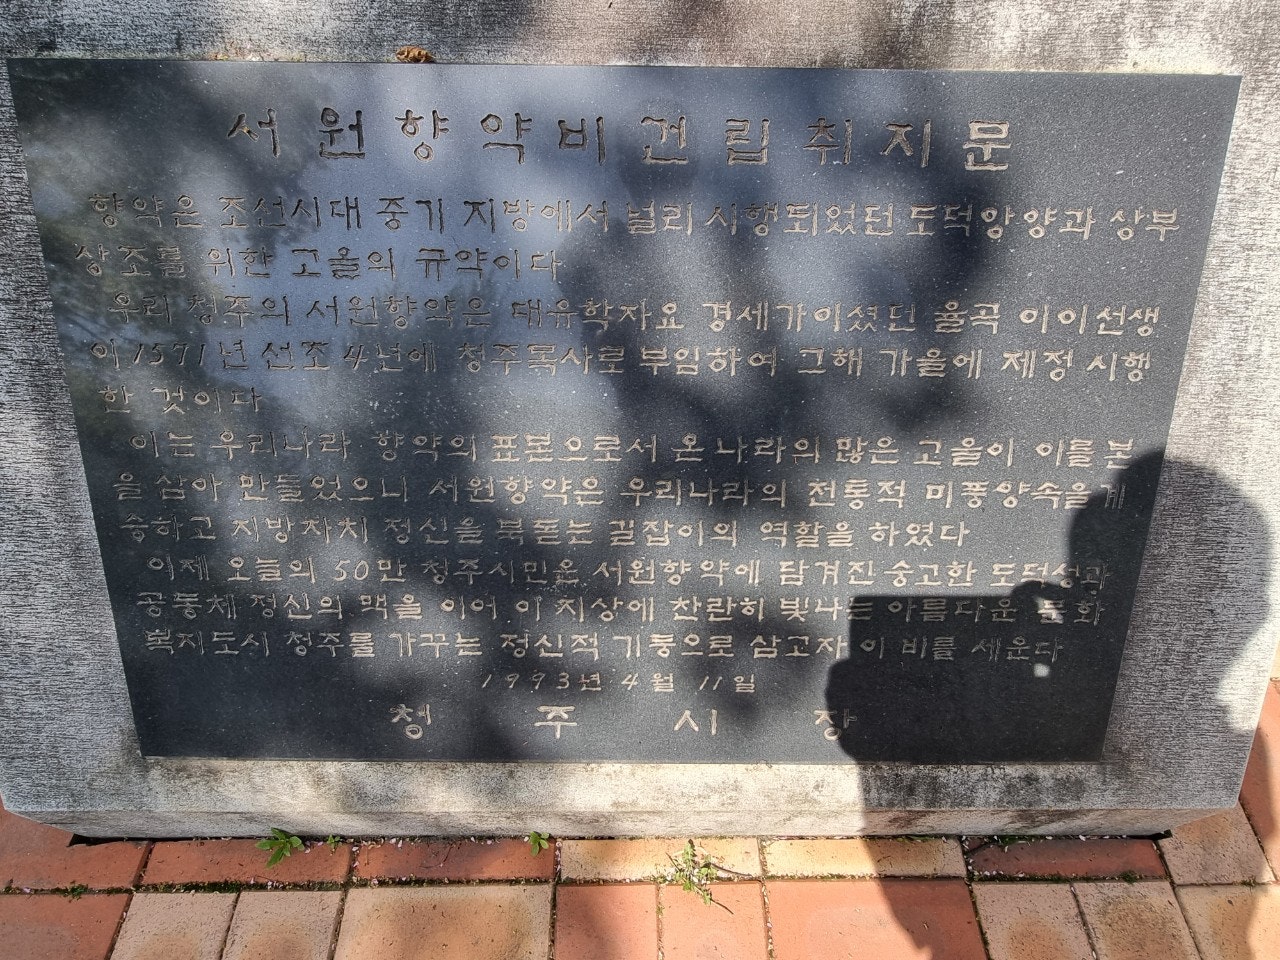 서원향약비건립취지문
향약은 조선시대 중기 지방에서 널리 시행되었던 도덕앙양과 상부
상조를 위한 고을의 규약이다
우리 청주의 서원향약은 대유학자요 경세가이셨던 율곡 이이선생
이 1571년 선조 4년에 청주목사로 부임하여 그해 가을에 제정 시행
한 것이다
이는 우리나라 향약의 표본으로서 온 나라의 많은 고을이 이를 본
을 삼아 만들었으니 서원향약은 우리나라의 전통적 미풍양속을 계
승하고 지방자치 정신을 북돋는 길잡이의 역할을 하였다
이제 오늘의 50만 청주시민은 서원향약에 담겨진 숭고한 도덕성과
공동체 정신의 맥을 이어 이 지상에 찬란히 빛나는 아름다운 문화
복지도시 청주를 가꾸는 정신적 기둥으로 삼고자 이 비를 세운다
1993년 4월 11일
청 주 시 장